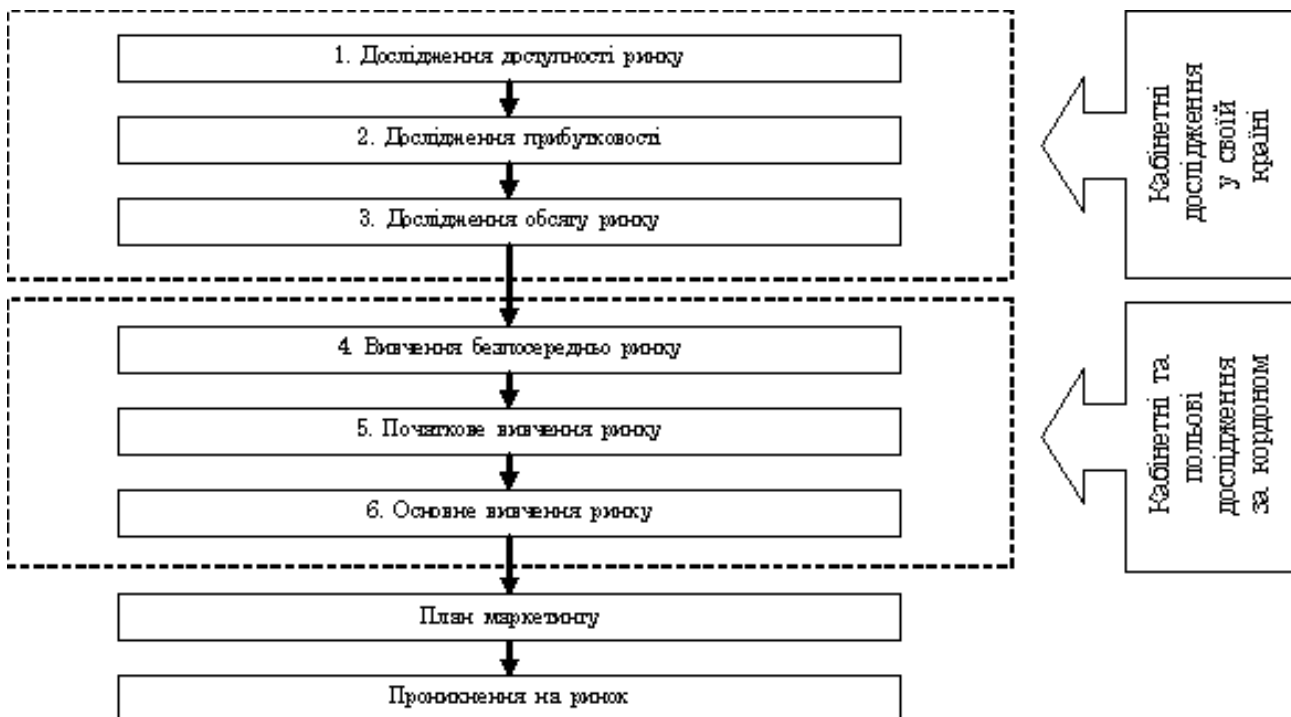 1. Дослідження доступності ринку
2. Дослідження прибутковості
3. Дослідження обсягу ринку
Кабінетні
дослідження
у своїй
країні
4. Вивчення безпосередньо ринку
5. Початкове вивчення ринку
6. Основне вивчення ринку
Кабінетні та
польові
дослідження
за кордоном
План маркетингу
Проникнення на ринок